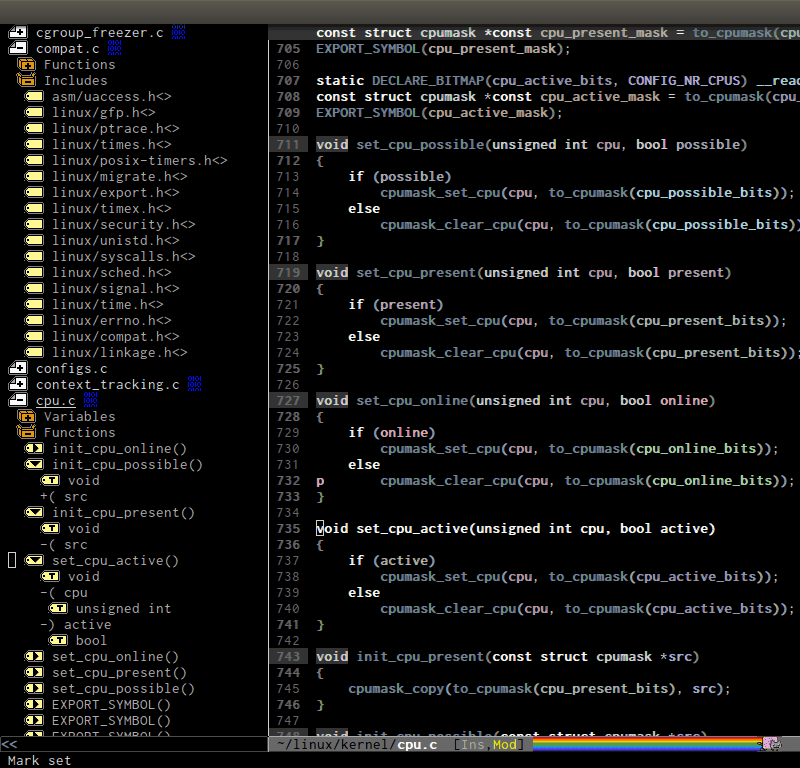 cgroup_freezer.c
compat.c
Functions
Includes
asm/uaccess.h<>
linux/gfp.h<>
linux/ptrace.h<>
linux/times.h<>
linux/posix-timers.h<>
linux/migrate.h<>
linux/export.h<>
linux/timex.h<>
linux/security.h<>
linux/unistd.h<>
linux/syscalls.h<>
linux/sched.h<>
linux/signal.h<>
linux/time.h<>
linux/errno.h<>
linux/compat.h<>
linux/linkage.h<>
configs.c
context_tracking.c
cpu.c
Variables
Functions
init_cpu_online()
init_cpu_possible()
void
+( src
init_cpu_present()
void
-( src
set_cpu_active()
void
-( cpu
unsigned int
-) active
bool
set_cpu_online()
set_cpu_present()
set_cpu_possible()
EXPORT_SYMBOL()
EXPORT_SYMBOL()
EXPORT_SYMBOL()
<<
const struct cpumask *const cpu_present_mask = to_cpumask(cpu
705 EXPORT_SYMBOL(cpu_present_mask);
706
707 static DECLARE_BITMAP(cpu_active_bits, CONFIG_NR_CPUS) __read
708 const struct cpumask *const cpu_active_mask = to_cpumask(cpu_
709 EXPORT_SYMBOL(cpu_active_mask);
710
711 void set_cpu_possible(unsigned int cpu, bool possible)
712 {
713 if (possible)
714 cpumask_set_cpu(cpu, to_cpumask(cpu_possible_bits));
715 else
716 cpumask_clear_cpu(cpu, to_cpumask(cpu_possible_bits))
717 }
718
719 void set_cpu_present(unsigned int cpu, bool present)
720 {
721 if (present)
722 cpumask_set_cpu(cpu, to_cpumask(cpu_present_bits));
723 else
724 cpumask_clear_cpu(cpu, to_cpumask(cpu_present_bits));
725 }
726
727 void set_cpu_online(unsigned int cpu, bool online)
728 {
729 if (online)
730 cpumask_set_cpu(cpu, to_cpumask(cpu_online_bits));
731 else
732 p cpumask_clear_cpu(cpu, to_cpumask(cpu_online_bits));
733 }
734
735 void set_cpu_active(unsigned int cpu, bool active)
736 {
737 if (active)
738 cpumask_set_cpu(cpu, to_cpumask(cpu_active_bits));
739 else
740 cpumask_clear_cpu(cpu, to_cpumask(cpu_active_bits));
741 }
742
743 void init_cpu_present(const struct cpumask *src)
744 {
745 cpumask_copy(to_cpumask(cpu_present_bits), src);
746 }
747
748 void init_cpu_possible(const struct cpumask *src)
~/linux/kernel/cpu.c [Ins,Mod]
Mark set